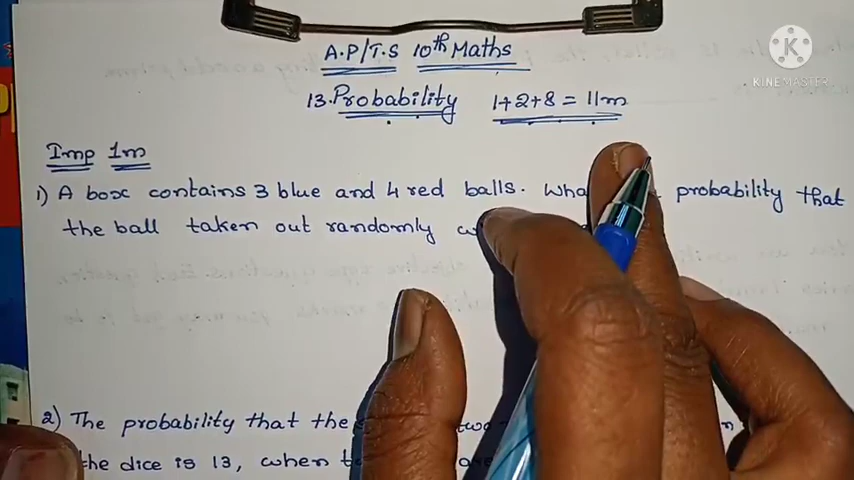 A.P/T.S 10th Maths
13. Probability 1+2+8 = 11m
KINEMASTER
Imp 1m
1) A box contains 3 blue and 4 red balls. probability that
the ball taken out randomly
2) The probability that the two
the dice is 13, when